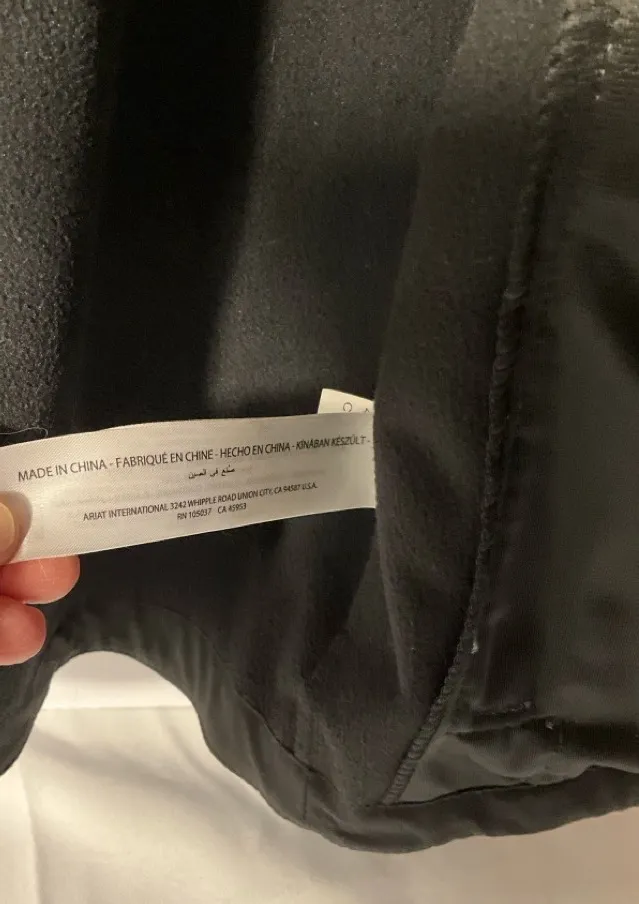 MADE IN CHINA - FABRIQUÉ EN CHINE - HECHO EN CHINA - KÍNÁBAN KÉSZÜLT -
صُنع في الصين
ARIAT INTERNATIONAL 3242 WHIPPLE ROAD UNION CITY, CA 94587 U.S.A.
RN 105037 CA 45953